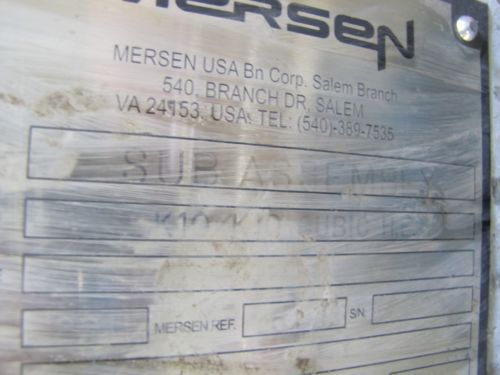 MERSEN
MERSEN USA Bn Corp. Salem Branch
540, BRANCH DR, SALEM
VA 24153, USA. TEL: (540)-389-7535
SUB ASSEMBLY
CUBIC
MERSEN REF. S/N